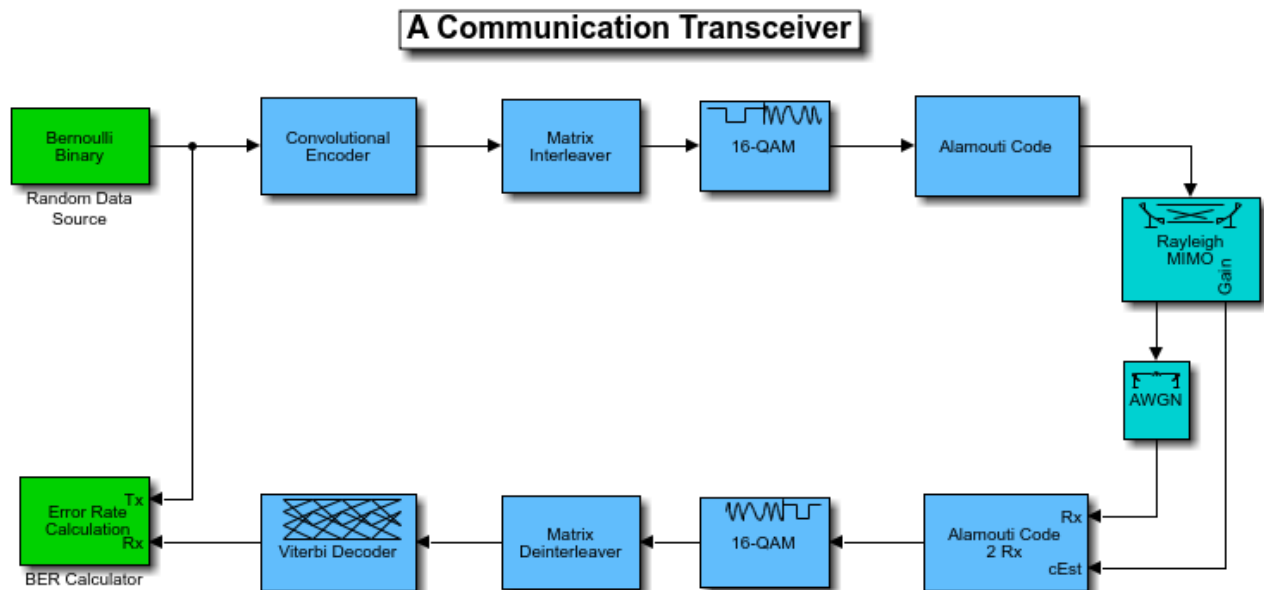 A Communication Transceiver
Bernoulli
Binary
Random Data
Source
Convolutional
Encoder
Matrix
Interleaver
16-QAM
Alamouti Code
Rayleigh
MIMO
Gain
AWGN
Rx
Alamouti Code
2 Rx
cEst
16-QAM
Matrix
Deinterleaver
Viterbi Decoder
Tx
Error Rate
Calculation
Rx
BER Calculator